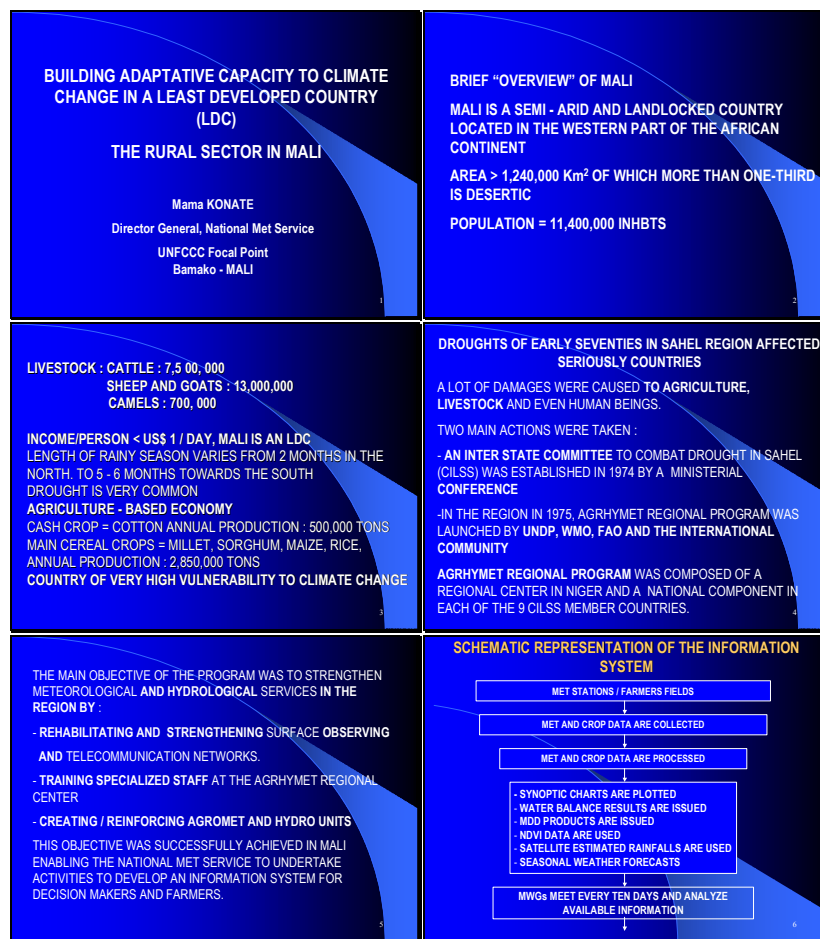 BUILDING ADAPTATIVE CAPACITY TO CLIMATE
CHANGE IN A LEAST DEVELOPED COUNTRY
(LDC)
THE RURAL SECTOR IN MALI
Mama KONATE
Director General, National Met Service
UNFCCC Focal Point
Bamako - MALI
1
BRIEF “OVERVIEW” OF MALI
MALI IS A SEMI - ARID AND LANDLOCKED COUNTRY
LOCATED IN THE WESTERN PART OF THE AFRICAN
CONTINENT
AREA > 1,240,000 Km² OF WHICH MORE THAN ONE-THIRD
IS DESERTIC
POPULATION = 11,400,000 INHBTS
2
LIVESTOCK : CATTLE : 7,5 00, 000
SHEEP AND GOATS : 13,000,000
CAMELS : 700, 000
INCOME/PERSON < US$ 1 / DAY, MALI IS AN LDC
LENGTH OF RAINY SEASON VARIES FROM 2 MONTHS IN THE
NORTH. TO 5 - 6 MONTHS TOWARDS THE SOUTH
DROUGHT IS VERY COMMON
AGRICULTURE - BASED ECONOMY
CASH CROP = COTTON ANNUAL PRODUCTION : 500,000 TONS
MAIN CEREAL CROPS = MILLET, SORGHUM, MAIZE, RICE,
ANNUAL PRODUCTION : 2,850,000 TONS
COUNTRY OF VERY HIGH VULNERABILITY TO CLIMATE CHANGE
3
DROUGHTS OF EARLY SEVENTIES IN SAHEL REGION AFFECTED
SERIOUSLY COUNTRIES
A LOT OF DAMAGES WERE CAUSED TO AGRICULTURE,
LIVESTOCK AND EVEN HUMAN BEINGS.
TWO MAIN ACTIONS WERE TAKEN :
- AN INTER STATE COMMITTEE TO COMBAT DROUGHT IN SAHEL
(CILSS) WAS ESTABLISHED IN 1974 BY A MINISTERIAL
CONFERENCE
-IN THE REGION IN 1975, AGRHYMET REGIONAL PROGRAM WAS
LAUNCHED BY UNDP, WMO, FAO AND THE INTERNATIONAL
COMMUNITY
AGRHYMET REGIONAL PROGRAM WAS COMPOSED OF A
REGIONAL CENTER IN NIGER AND A NATIONAL COMPONENT IN
EACH OF THE 9 CILSS MEMBER COUNTRIES.
4
THE MAIN OBJECTIVE OF THE PROGRAM WAS TO STRENGTHEN
METEOROLOGICAL AND HYDROLOGICAL SERVICES IN THE
REGION BY :
- REHABILITATING AND STRENGTHENING SURFACE OBSERVING
AND TELECOMMUNICATION NETWORKS.
- TRAINING SPECIALIZED STAFF AT THE AGRHYMET REGIONAL
CENTER
- CREATING / REINFORCING AGROMET AND HYDRO UNITS
THIS OBJECTIVE WAS SUCCESSFULLY ACHIEVED IN MALI
ENABLING THE NATIONAL MET SERVICE TO UNDERTAKE
ACTIVITIES TO DEVELOP AN INFORMATION SYSTEM FOR
DECISION MAKERS AND FARMERS.
5
SCHEMATIC REPRESENTATION OF THE INFORMATION
SYSTEM
MET STATIONS / FARMERS FIELDS
MET AND CROP DATA ARE COLLECTED
MET AND CROP DATA ARE PROCESSED
- SYNOPTIC CHARTS ARE PLOTTED
- WATER BALANCE RESULTS ARE ISSUED
- MDD PRODUCTS ARE ISSUED
- NDVI DATA ARE USED
- SATELLITE ESTIMATED RAINFALLS ARE USED
- SEASONAL WEATHER FORECASTS
MWGs MEET EVERY TEN DAYS AND ANALYZE
AVAILABLE INFORMATION
6